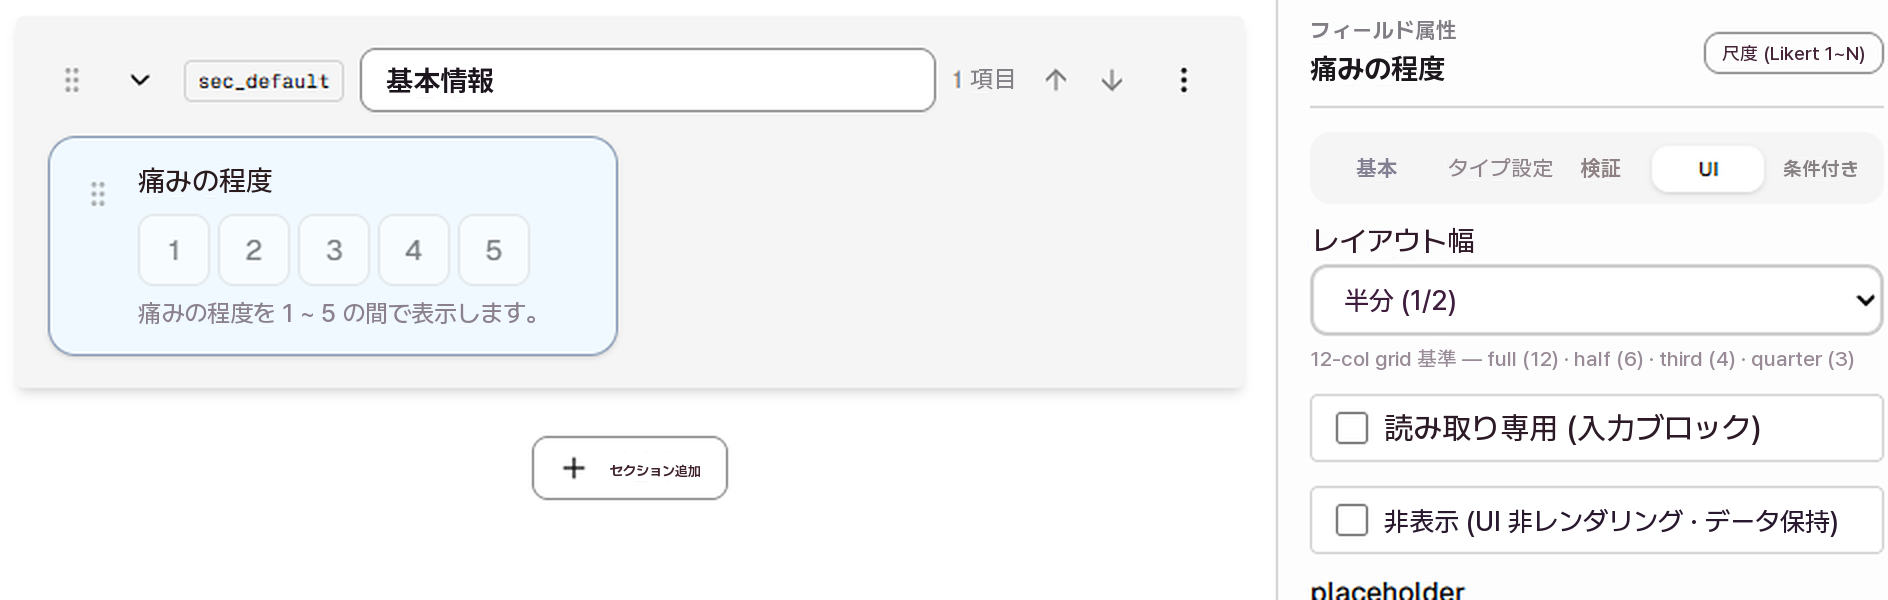 sec_default
基本情報
1 項目
痛みの程度
1 2 3 4 5
痛みの程度を 1 ~ 5 の間で表示します。
セクション追加
フィールド属性
痛みの程度
尺度 (Likert 1~N)
基本 タイプ設定 検証 UI 条件付き
レイアウト幅
半分 (1/2)
12-col grid 基準 — full (12) · half (6) · third (4) · quarter (3)
読み取り専用 (入力ブロック)
非表示 (UI 非レンダリング · データ保持)
placeholder